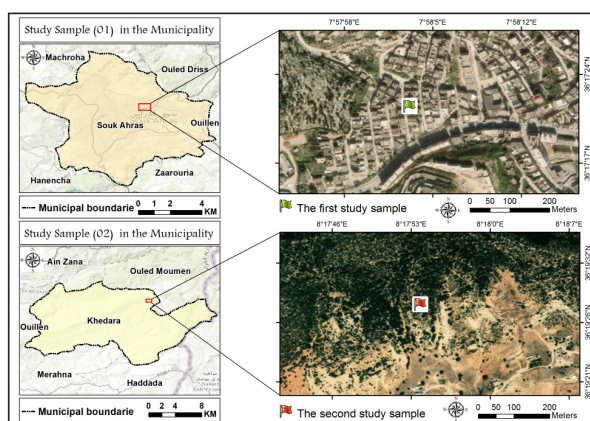 Study Sample (01) in the Municipality
Machroha
Ouled Driss
Souk Ahras
Ouillen
Hanencha
Zaarouria
Municipal boundarie
0 2 4
KM
7°57'58"E 7°58'5"E 7°58'12"E
36°17'24"N
36°17'17"N
The first study sample
0 50 100 200
Meters
Study Sample (02) in the Municipality
Ain Zana
Ouled Moumen
Ouillen
Khedara
Merahna
Haddada
Municipal boundarie
0 2 4 8
KM
8°17'46"E 8°17'53"E 8°18'0"E 8°18'7"E
36°19'32"N
36°19'26"N
36°19'21"N
The second study sample
0 50 100 200
Meters